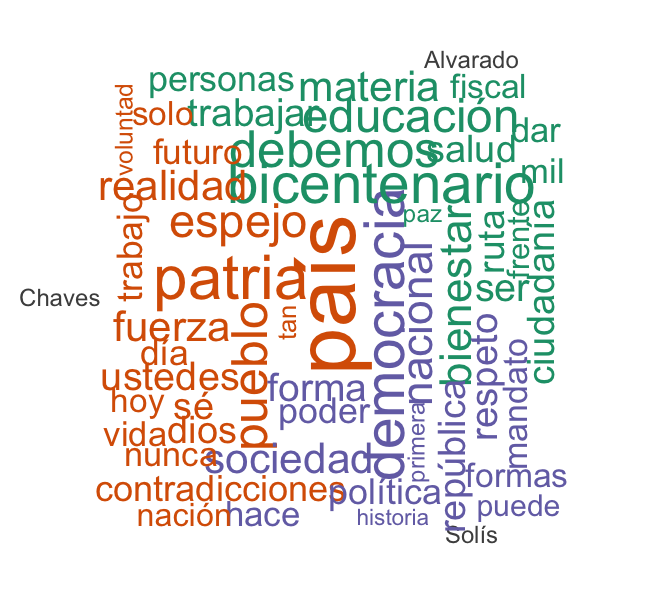 Alvarado
personas
materia
fiscal
voluntad
solo
trabajar
educación
dar
futuro
debemos
salud
mil
realidad
bicentenario
trabajo
espejo
país
democracia
paz
nacional
bienestar
ruta
frente
ciudadanía
patria
ser
Chaves
fuerza
pueblo
tan
día
ustedes
forma
respeto
mandato
hoy
sé
poder
primera
república
vida
dios
nunca
sociedad
formas
contradicciones
política
puede
nación
hace
historia
Solís